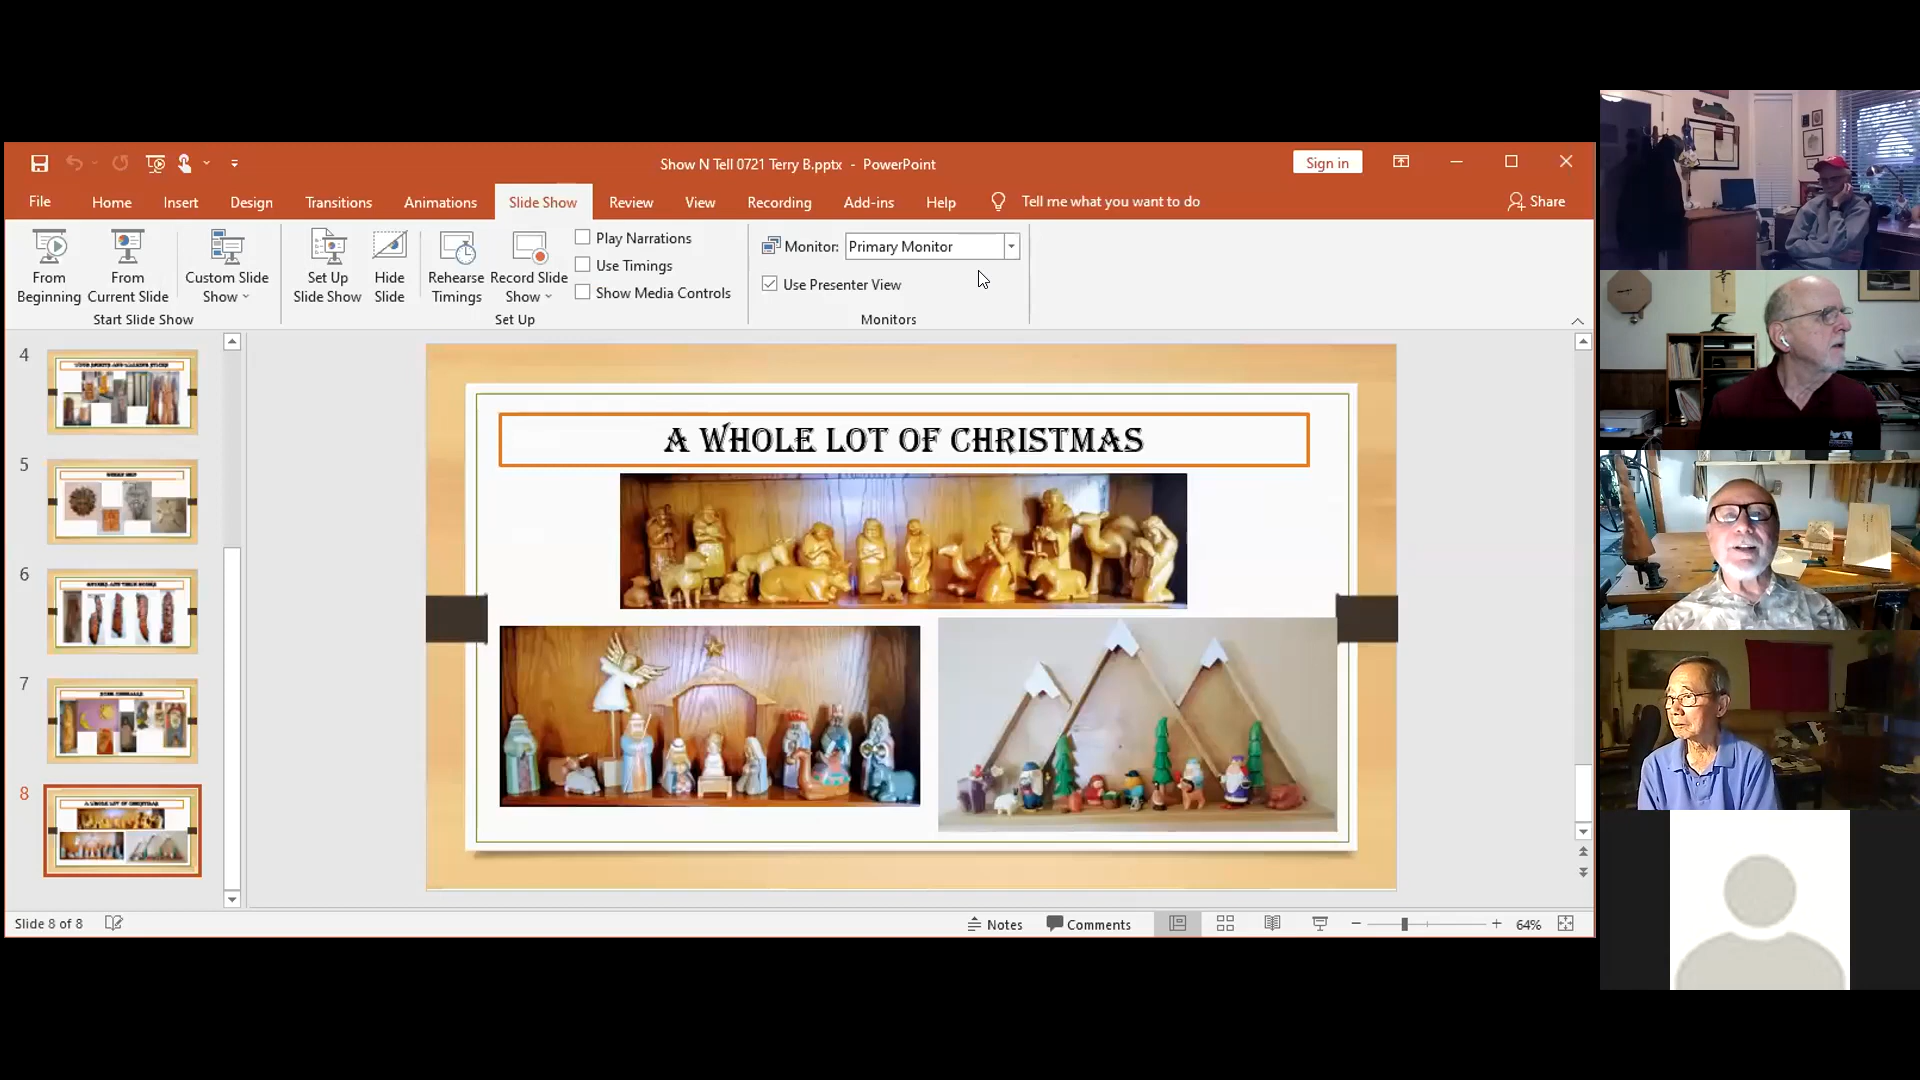 Show N Tell 0721 Terry B.pptx - PowerPoint
Sign in
File
Home
Insert
Design
Transitions
Animations
Slide Show
Review
View
Recording
Add-ins
Help
Tell me what you want to do
Share
From
Beginning
From
Current Slide
Custom Slide
Show
Start Slide Show
Set Up
Slide Show
Hide
Slide
Rehearse
Timings
Record Slide
Show
Play Narrations
Use Timings
Show Media Controls
Set Up
Monitor: Primary Monitor
Use Presenter View
Monitors
4
5
6
7
8
A WHOLE LOT OF CHRISTMAS
A WHOLE LOT OF CHRISTMAS
Slide 8 of 8
Notes
Comments
64%